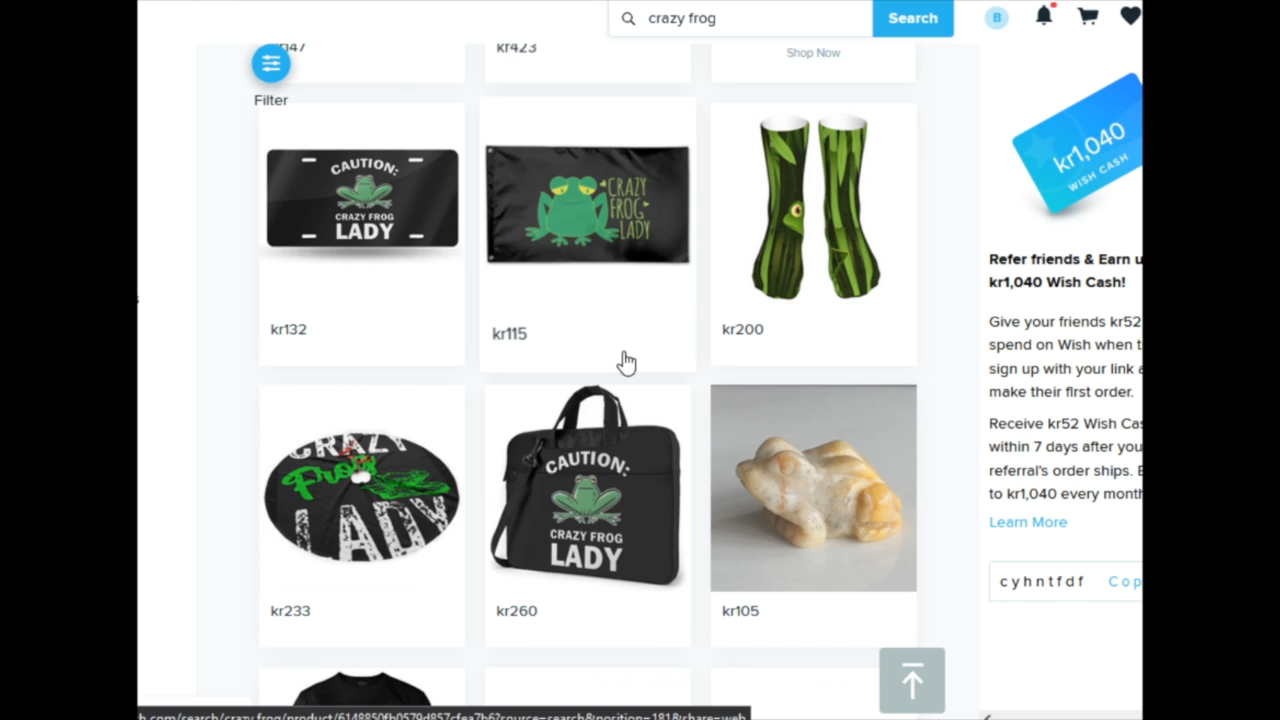 crazy frog
Search
B
kr147
kr423
Shop Now
Filter
CAUTION:
CRAZY FROG
LADY
CRAZY
FROG
LADY
kr132
kr115
kr200
CRAZY
Frog
LADY
CAUTION:
CRAZY FROG
LADY
kr233
kr260
kr105
kr1,040
WISH CASH
Refer friends & Earn u
kr1,040 Wish Cash!
Give your friends kr52
spend on Wish when t
sign up with your link a
make their first order.
Receive kr52 Wish Cas
within 7 days after you
referral's order ships. E
to kr1,040 every month
Learn More
cyhntfdf Cop